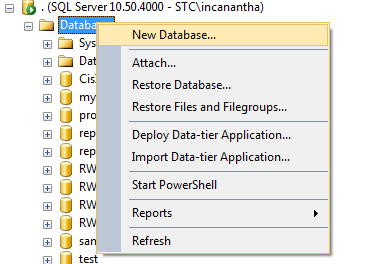 . (SQL Server 10.50.4000 - STC\incanantha)
Databa
New Database...
Sys
Attach...
Dat
Restore Database...
Cis
my
Restore Files and Filegroups...
pro
rep
Deploy Data-tier Application...
rep
Import Data-tier Application...
RW
RW
Start PowerShell
RW
RW
Reports
san
Refresh
test